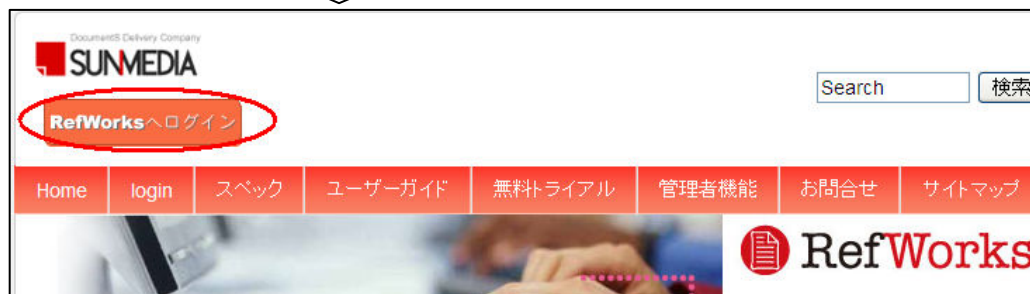 DocumentS Delivery Company
SUNMEDIA
Search
検索
RefWorksへログイン
Home login スペック ユーザーガイド 無料トライアル 管理者機能 お問合せ サイトマップ
RefWorks